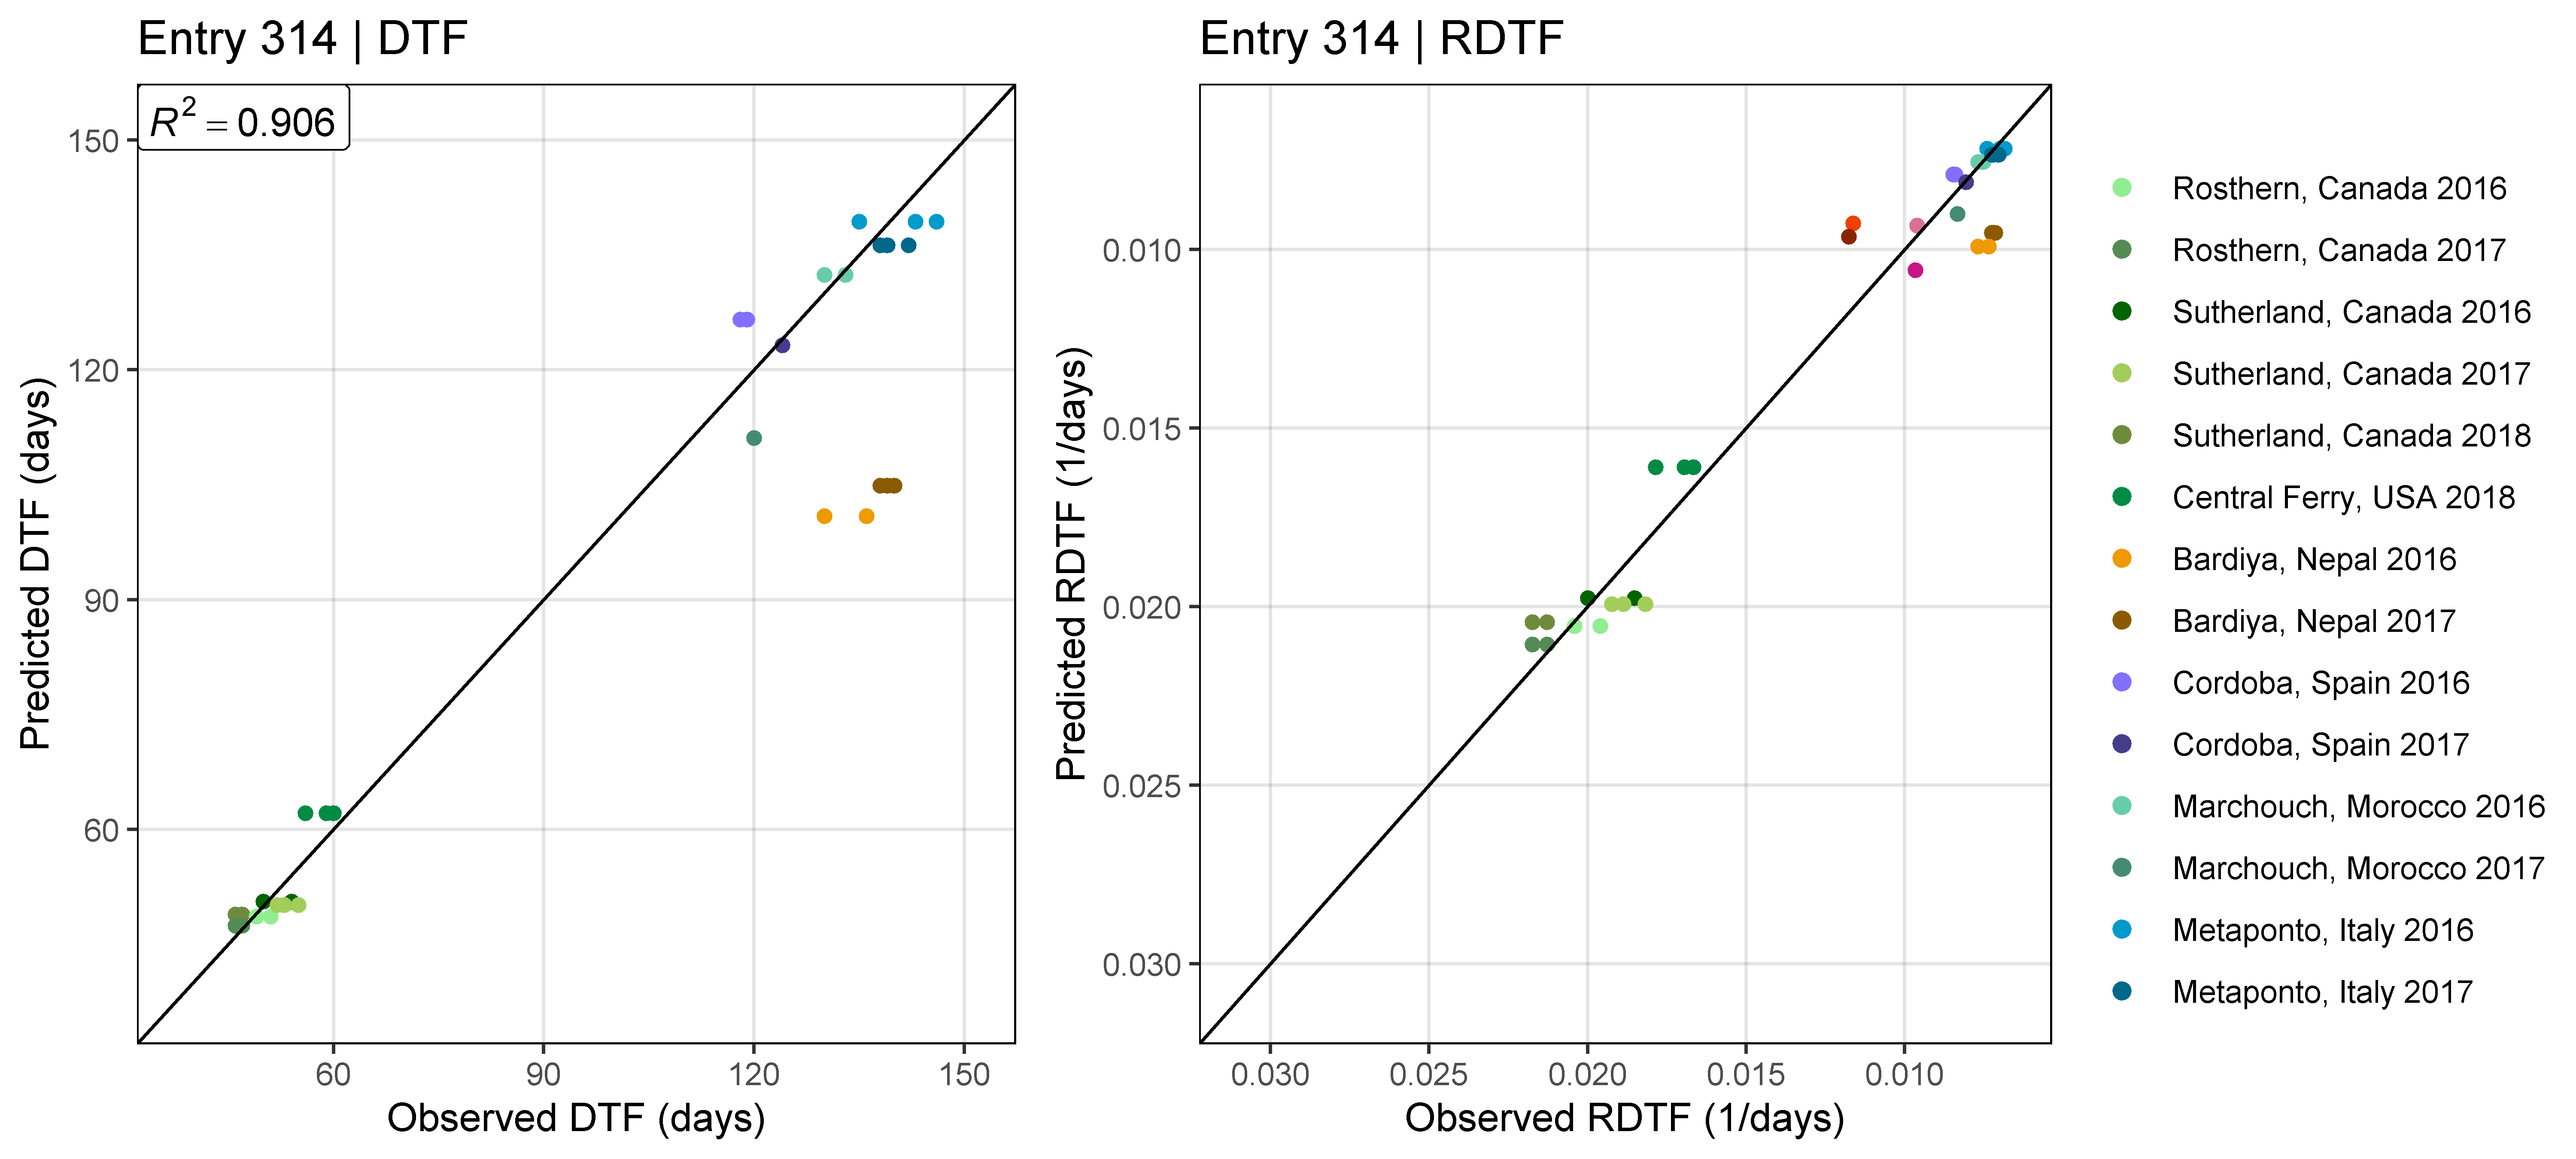 Entry 314 | DTF
R² = 0.906
150
120
90
60
Predicted DTF (days)
60 90 120 150
Observed DTF (days)
Entry 314 | RDTF
0.010
0.015
0.020
0.025
0.030
Predicted RDTF (1/days)
0.030 0.025 0.020 0.015 0.010
Observed RDTF (1/days)
Rosthern, Canada 2016
Rosthern, Canada 2017
Sutherland, Canada 2016
Sutherland, Canada 2017
Sutherland, Canada 2018
Central Ferry, USA 2018
Bardiya, Nepal 2016
Bardiya, Nepal 2017
Cordoba, Spain 2016
Cordoba, Spain 2017
Marchouch, Morocco 2016
Marchouch, Morocco 2017
Metaponto, Italy 2016
Metaponto, Italy 2017